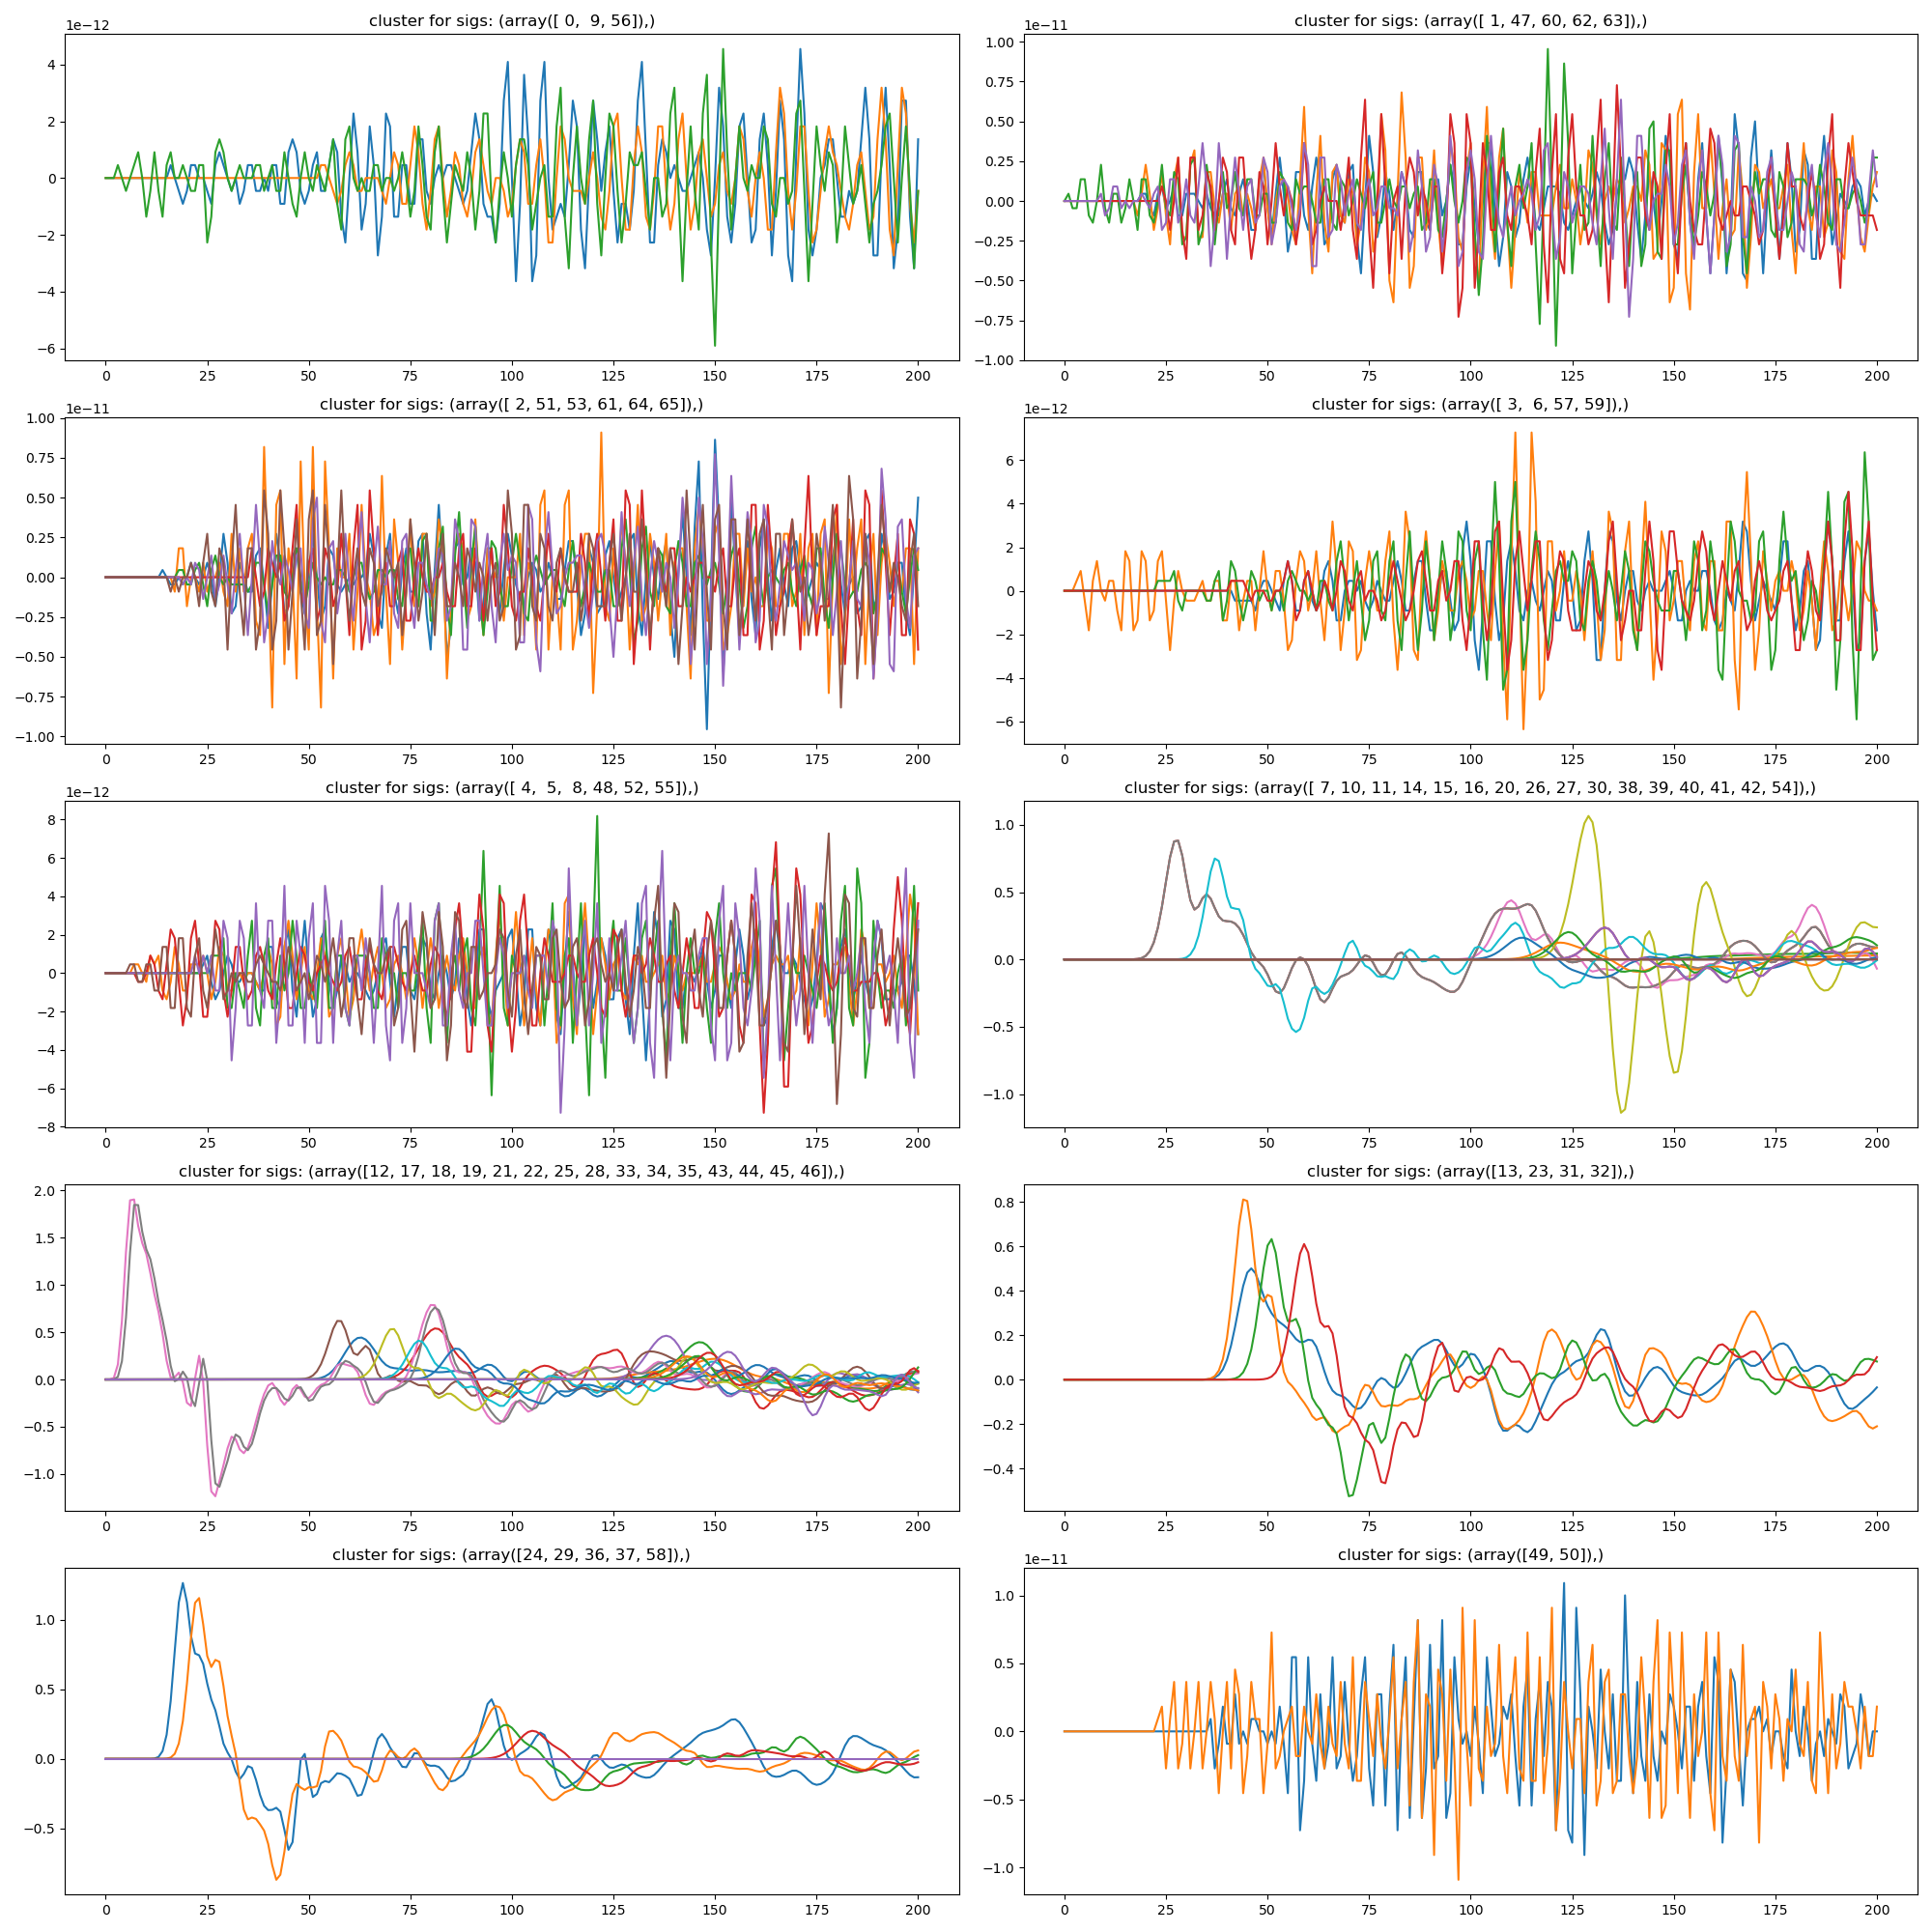 cluster for sigs: (array([ 0,  9, 56]),)
1e−12
4
2
0
−2
−4
−6
0 25 50 75 100 125 150 175 200
cluster for sigs: (array([ 1, 47, 60, 62, 63]),)
1e−11
1.00
0.75
0.50
0.25
0.00
−0.25
−0.50
−0.75
−1.00
0 25 50 75 100 125 150 175 200
cluster for sigs: (array([ 2, 51, 53, 61, 64, 65]),)
1e−11
1.00
0.75
0.50
0.25
0.00
−0.25
−0.50
−0.75
−1.00
0 25 50 75 100 125 150 175 200
cluster for sigs: (array([ 3,  6, 57, 59]),)
1e−12
6
4
2
0
−2
−4
−6
0 25 50 75 100 125 150 175 200
cluster for sigs: (array([ 4,  5,  8, 48, 52, 55]),)
1e−12
8
6
4
2
0
−2
−4
−6
−8
0 25 50 75 100 125 150 175 200
cluster for sigs: (array([ 7, 10, 11, 14, 15, 16, 20, 26, 27, 30, 38, 39, 40, 41, 42, 54]),)
1.0
0.5
0.0
−0.5
−1.0
0 25 50 75 100 125 150 175 200
cluster for sigs: (array([12, 17, 18, 19, 21, 22, 25, 28, 33, 34, 35, 43, 44, 45, 46]),)
2.0
1.5
1.0
0.5
0.0
−0.5
−1.0
0 25 50 75 100 125 150 175 200
cluster for sigs: (array([13, 23, 31, 32]),)
0.8
0.6
0.4
0.2
0.0
−0.2
−0.4
0 25 50 75 100 125 150 175 200
cluster for sigs: (array([24, 29, 36, 37, 58]),)
1.0
0.5
0.0
−0.5
0 25 50 75 100 125 150 175 200
cluster for sigs: (array([49, 50]),)
1e−11
1.0
0.5
0.0
−0.5
−1.0
0 25 50 75 100 125 150 175 200